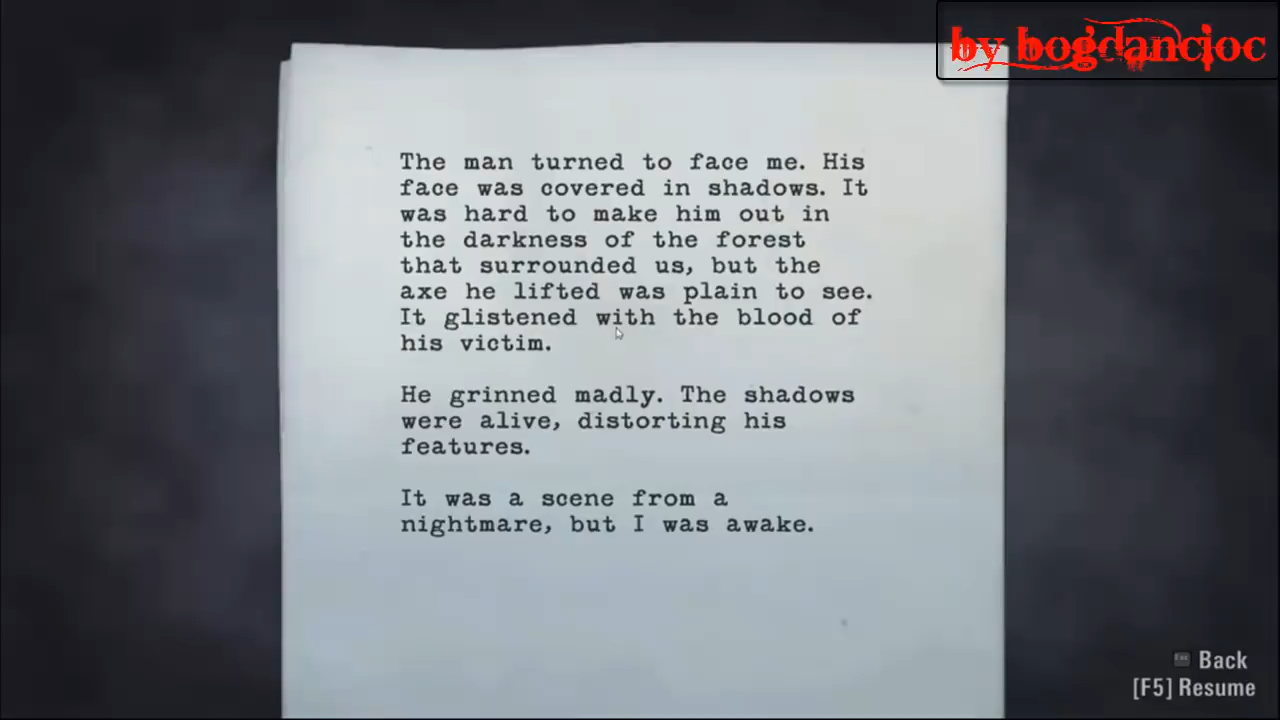 by bogdancioc
The man turned to face me. His
face was covered in shadows. It
was hard to make him out in
the darkness of the forest
that surrounded us, but the
axe he lifted was plain to see.
It glistened with the blood of
his victim.
He grinned madly. The shadows
were alive, distorting his
features.
It was a scene from a
nightmare, but I was awake.
Esc Back
[F5] Resume